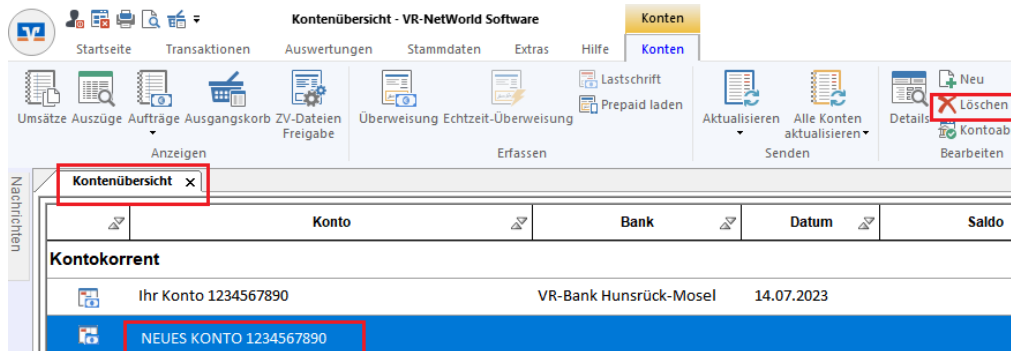 Kontenübersicht - VR-NetWorld Software
Konten
Startseite Transaktionen Auswertungen Stammdaten Extras Hilfe Konten
Umsätze Auszüge Aufträge Ausgangskorb ZV-Dateien Freigabe
Anzeigen
Überweisung Echtzeit-Überweisung
Lastschrift
Prepaid laden
Erfassen
Aktualisieren Alle Konten aktualisieren
Senden
Details
Neu
Löschen
Kontoab
Bearbeiten
Nachrichten
Kontenübersicht x
Konto Bank Datum Saldo
Kontokorrent
Ihr Konto 1234567890 VR-Bank Hunsrück-Mosel 14.07.2023
NEUES KONTO 1234567890